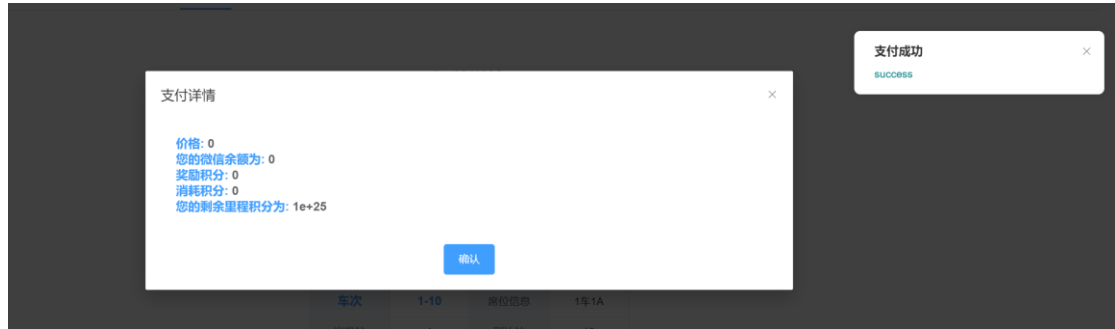 支付成功
success
支付详情
价格: 0
您的微信余额为: 0
奖励积分: 0
消耗积分: 0
您的剩余里程积分为: 1e+25
确认
车次 1-10 席位信息 1车1A